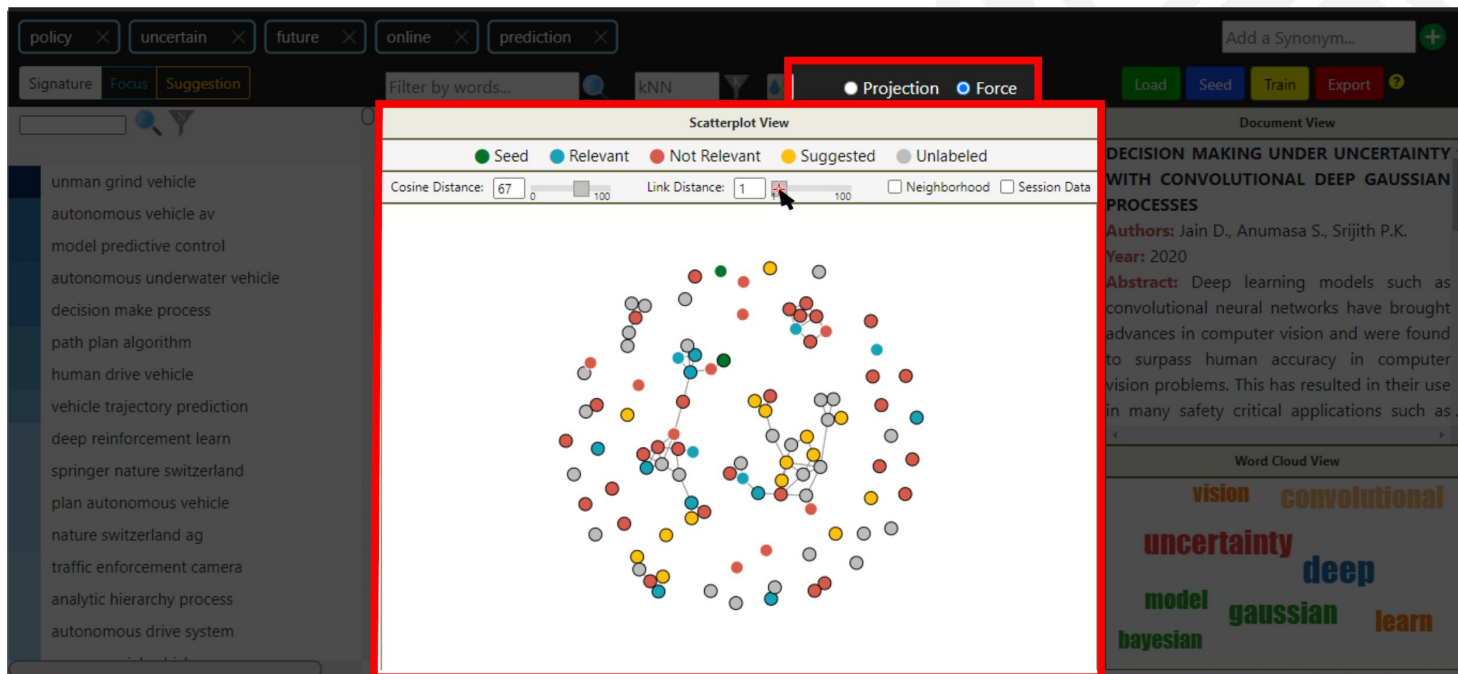 policy × uncertain × future × online × prediction ×
Add a Synonym...
Signature Focus Suggestion
Filter by words...
kNN
Projection Force
Load Seed Train Export ?
Scatterplot View
Seed Relevant Not Relevant Suggested Unlabeled
Cosine Distance: 67 0 100 Link Distance: 1 100 Neighborhood Session Data
unman grind vehicle
autonomous vehicle av
model predictive control
autonomous underwater vehicle
decision make process
path plan algorithm
human drive vehicle
vehicle trajectory prediction
deep reinforcement learn
springer nature switzerland
plan autonomous vehicle
nature switzerland ag
traffic enforcement camera
analytic hierarchy process
autonomous drive system
Document View
DECISION MAKING UNDER UNCERTAINTY
WITH CONVOLUTIONAL DEEP GAUSSIAN
PROCESSES
Authors: Jain D., Anumasa S., Srijith P.K.
Year: 2020
Abstract: Deep learning models such as
convolutional neural networks have brought
advances in computer vision and were found
to surpass human accuracy in computer
vision problems. This has resulted in their use
in many safety critical applications such as
Word Cloud View
vision convolutional
uncertainty
deep
model gaussian learn
bayesian